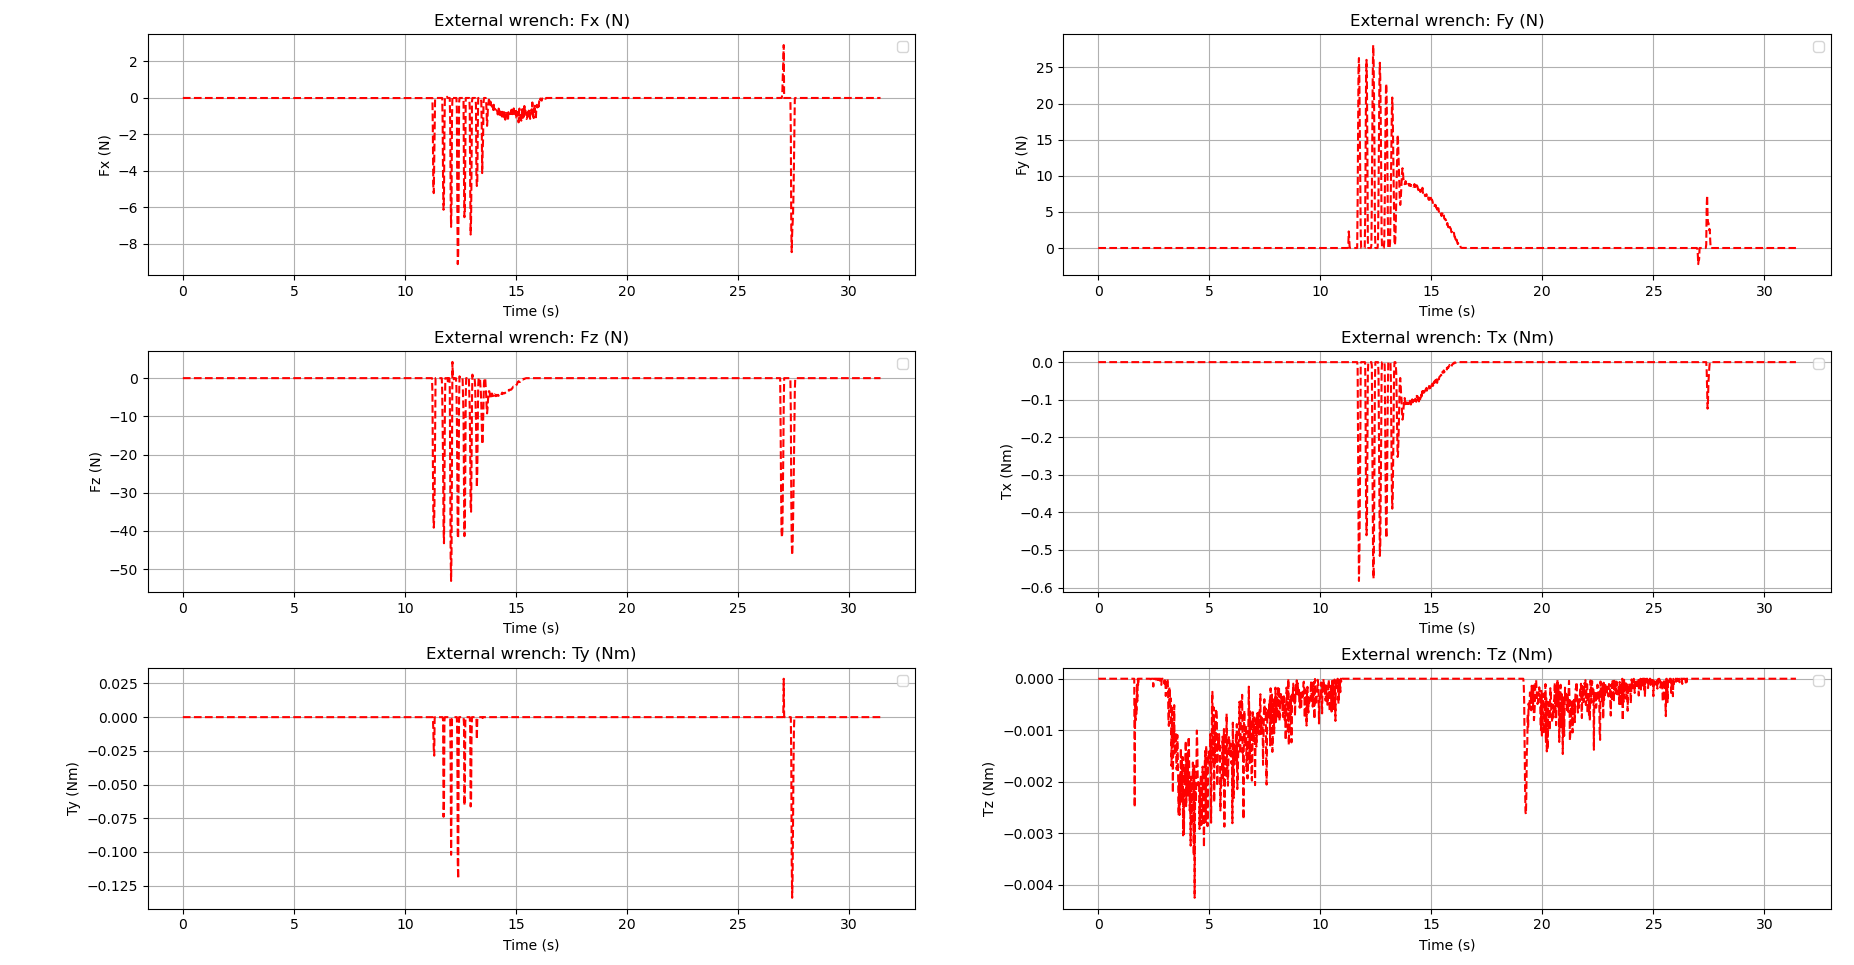 External wrench: Fx (N)
2
0
−2
−4
−6
−8
Fx (N)
0 5 10 15 20 25 30
Time (s)
External wrench: Fy (N)
25
20
15
10
5
0
Fy (N)
0 5 10 15 20 25 30
Time (s)
External wrench: Fz (N)
0
−10
−20
−30
−40
−50
Fz (N)
0 5 10 15 20 25 30
Time (s)
External wrench: Tx (Nm)
0.0
−0.1
−0.2
−0.3
−0.4
−0.5
−0.6
Tx (Nm)
0 5 10 15 20 25 30
Time (s)
External wrench: Ty (Nm)
0.025
0.000
−0.025
−0.050
−0.075
−0.100
−0.125
Ty (Nm)
0 5 10 15 20 25 30
Time (s)
External wrench: Tz (Nm)
0.000
−0.001
−0.002
−0.003
−0.004
Tz (Nm)
0 5 10 15 20 25 30
Time (s)